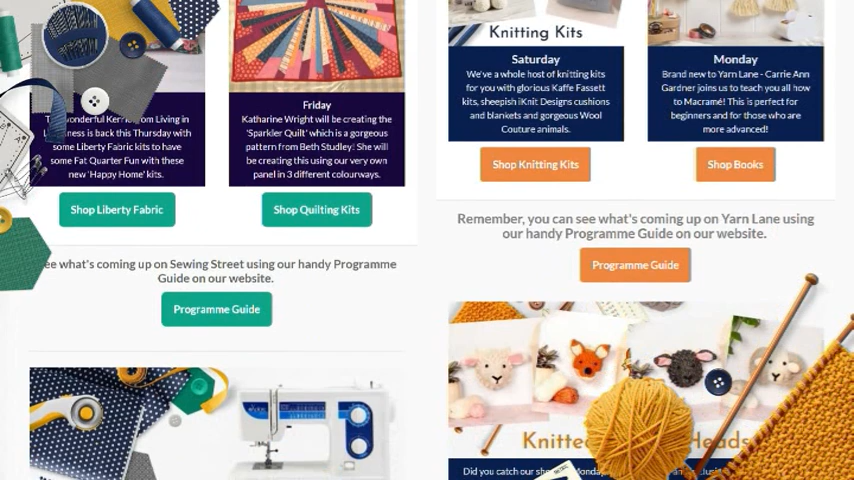 wonderful
om Living in
is back this Thursday with
some Liberty Fabric kits to have
some Fat Quarter Fun with these
new 'Happy Home' kits.
Shop Liberty Fabric
Friday
Katharine Wright will be creating the
'Sparkler Quilt' which is a gorgeous
pattern from Beth Studley! She will
be creating this using our very own
panel in 3 different colourways.
Shop Quilting Kits
ee what's coming up on Sewing Street using our handy Programme
Guide on our website.
Programme Guide
Knitting Kits
Saturday
We've a whole host of knitting kits
for you with glorious Kaffe Fassett
kits, sheepish iKnit Designs cushions
and blankets and gorgeous Wool
Couture animals.
Shop Knitting Kits
Monday
Brand new to Yarn Lane - Carrie Ann
Gardner joins us to teach you all how
to Macramé! This is perfect for
beginners and for those who are
more advanced!
Shop Books
Remember, you can see what's coming up on Yarn Lane using
our handy Programme Guide on our website.
Programme Guide
Knitte Heads
Did you catch our sh Monday